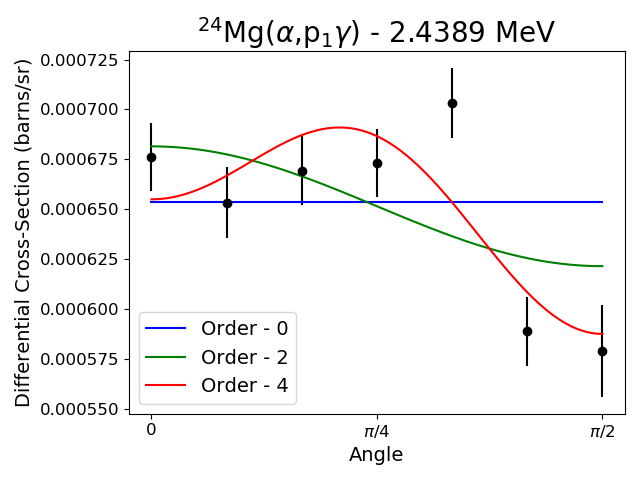 ²⁴Mg(α,p₁γ) - 2.4389 MeV
Differential Cross-Section (barns/sr)
0.000725
0.000700
0.000675
0.000650
0.000625
0.000600
0.000575
0.000550
Order - 0
Order - 2
Order - 4
0
π/4
π/2
Angle